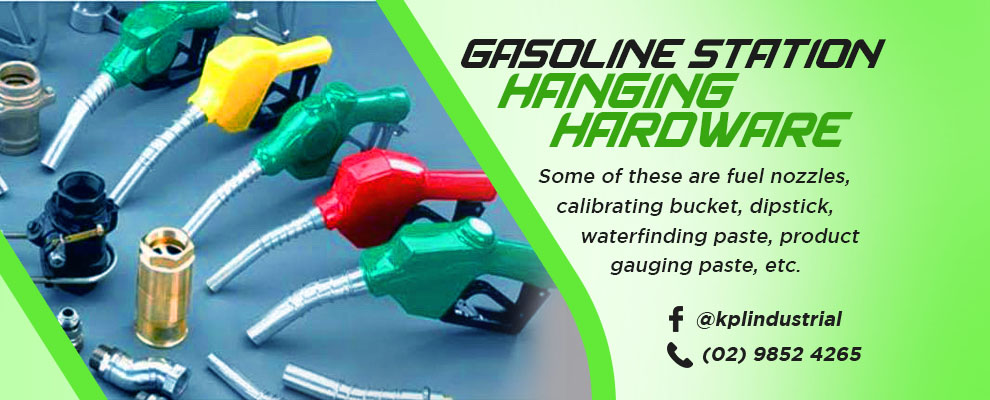 GASOLINE STATION
HANGING
HARDWARE
Some of these are fuel nozzles,
calibrating bucket, dipstick,
waterfinding paste, product
gauging paste, etc.
@kplindustrial
(02) 9852 4265